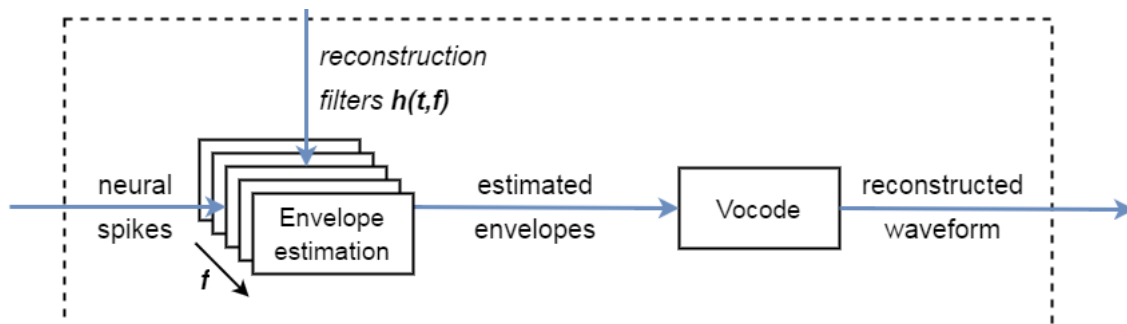 reconstruction
filters h(t,f)
neural
spikes
Envelope
estimation
f
estimated
envelopes
Vocode
reconstructed
waveform